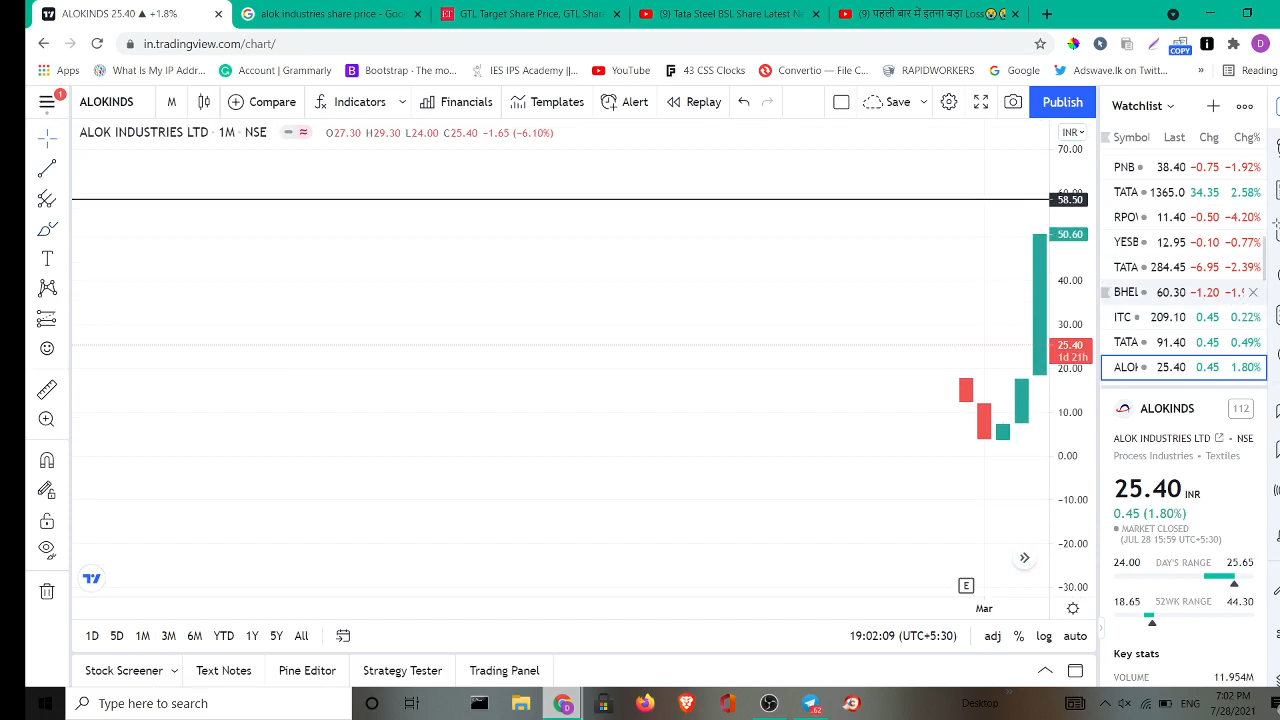 ALOKINDS 25.40 ▲ +1.8%
alok industries share price - Goo
GTL Target Share Price, GTL Share
(9) Tata Steel BSL Share Latest Ne
(9) पहली बार में इतना बड़ा Loss
in.tradingview.com/chart/
COPY
D
Apps
What Is My IP Addr...
Account | Grammarly
Bootstrap - The mo...
IES IPS Academy ||...
YouTube
43 CSS Clocks
Convertio — File C...
RAPIDWORKERS
Google
Adswave.lk on Twitt...
»
Reading
1
ALOKINDS
M
Compare
Indicators
Financials
Templates
Alert
Replay
Save
Publish
Watchlist
ALOK INDUSTRIES LTD · 1M · NSE
O27.30 H29.30 L24.00 C25.40 −1.65 (−6.10%)
INR
Symbol Last Chg Chg%
PNB 38.40 −0.75 −1.92%
TATA 1365.0 34.35 2.58%
RPOW 11.40 −0.50 −4.20%
YESB 12.95 −0.10 −0.77%
TATA 284.45 −6.95 −2.39%
BHEL 60.30 −1.20 −1.9
ITC 209.10 0.45 0.22%
TATA 91.40 0.45 0.49%
ALOK 25.40 0.45 1.80%
70.00
60.00
58.50
50.60
40.00
30.00
25.40
1d 21h
20.00
10.00
0.00
−10.00
−20.00
−30.00
E
Mar
ALOKINDS
112
ALOK INDUSTRIES LTD · NSE
Process Industries · Textiles
25.40 INR
0.45 (1.80%)
MARKET CLOSED
(JUL 28 15:59 UTC+5:30)
24.00 DAY'S RANGE 25.65
18.65 52WK RANGE 44.30
Key stats
VOLUME 11.954M
1D 5D 1M 3M 6M YTD 1Y 5Y All
19:02:09 (UTC+5:30)
adj % log auto
Stock Screener
Text Notes
Pine Editor
Strategy Tester
Trading Panel
Type here to search
62
Desktop
»
ENG
7:02 PM
7/28/2021